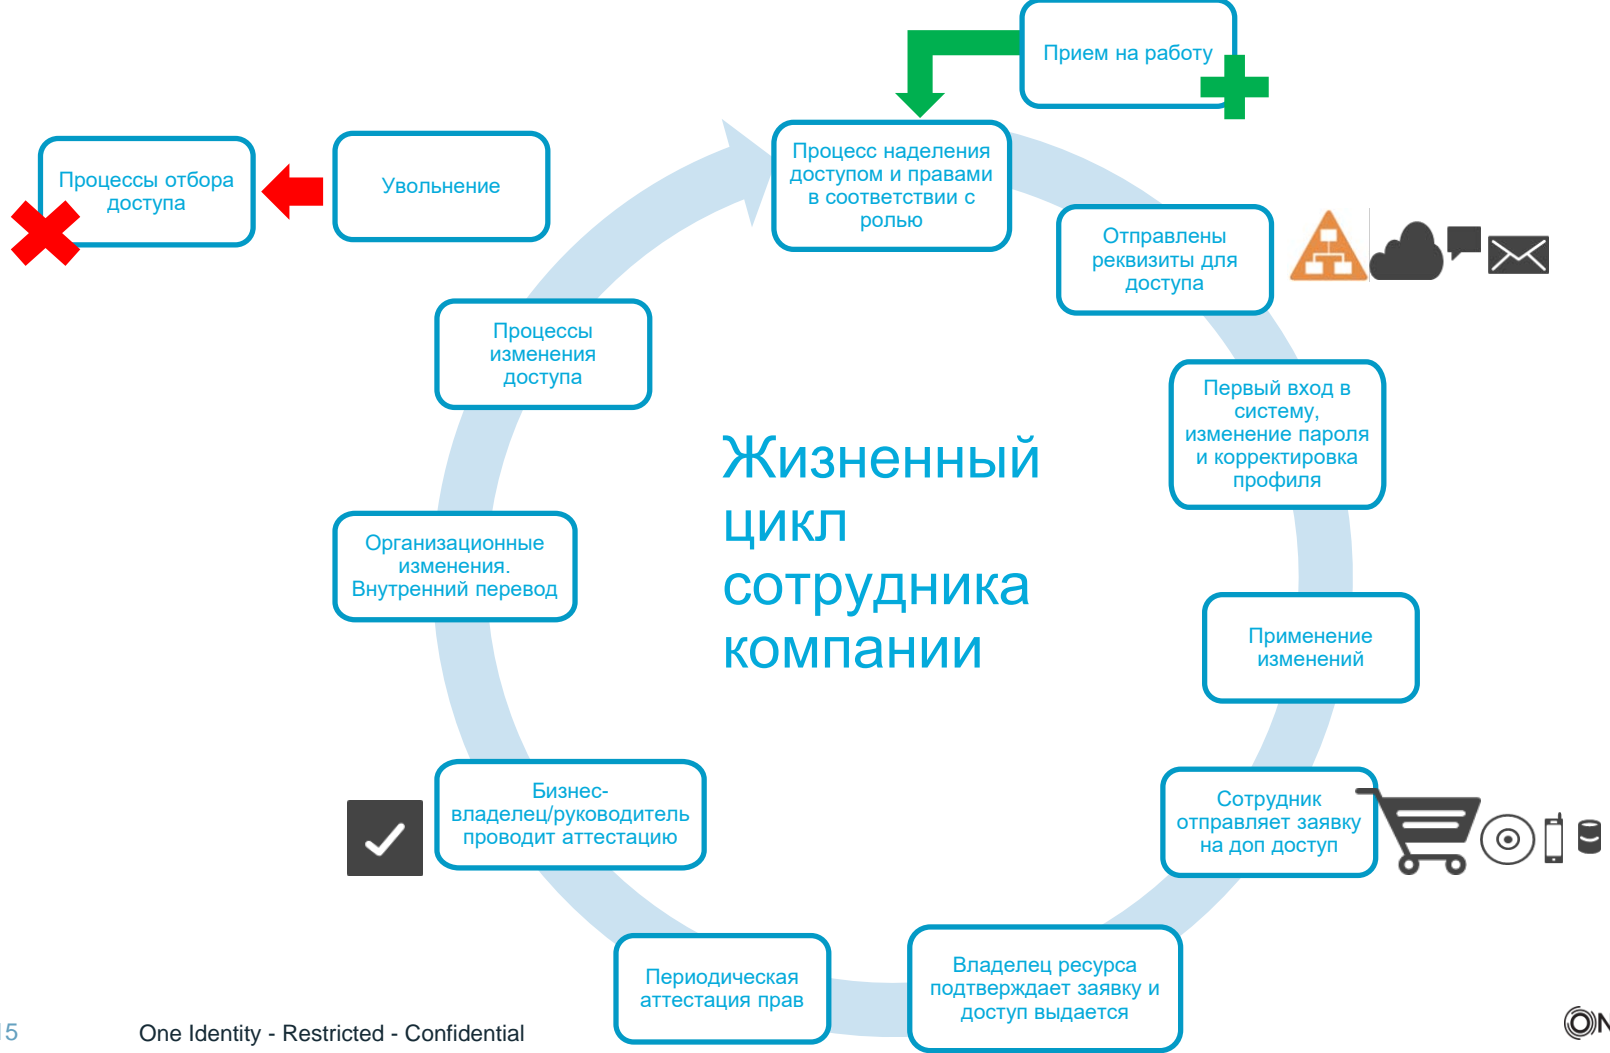 Прием на работу
Процесс наделения
доступом и правами
в соответствии с
ролью
Процессы отбора
доступа
Увольнение
Отправлены
реквизиты для
доступа
Процессы
изменения
доступа
Первый вход в
систему,
изменение пароля
и корректировка
профиля
Жизненный
цикл
сотрудника
компании
Организационные
изменения.
Внутренний перевод
Применение
изменений
Бизнес-
владелец/руководитель
проводит аттестацию
Сотрудник
отправляет заявку
на доп доступ
Периодическая
аттестация прав
Владелец ресурса
подтверждает заявку и
доступ выдается
15
One Identity - Restricted - Confidential